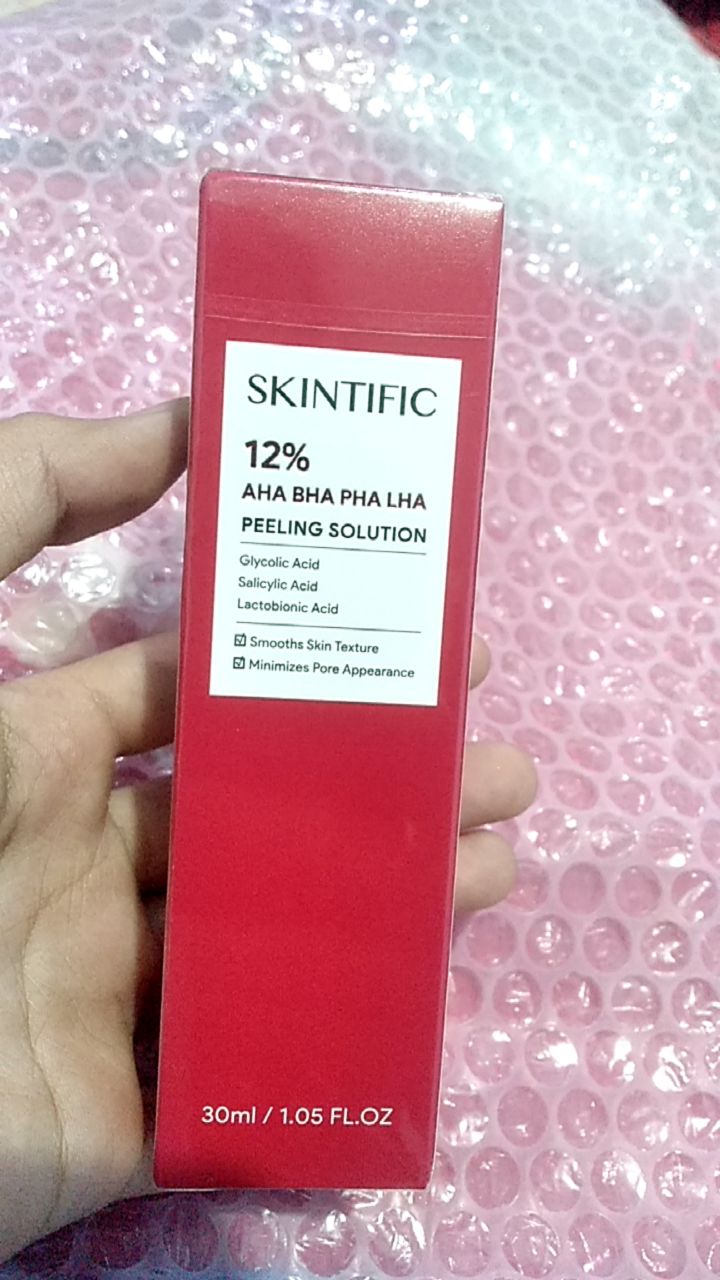 SKINTIFIC
12%
AHA BHA PHA LHA
PEELING SOLUTION
Glycolic Acid
Salicylic Acid
Lactobionic Acid
Smooths Skin Texture
Minimizes Pore Appearance
30ml / 1.05 FL.OZ